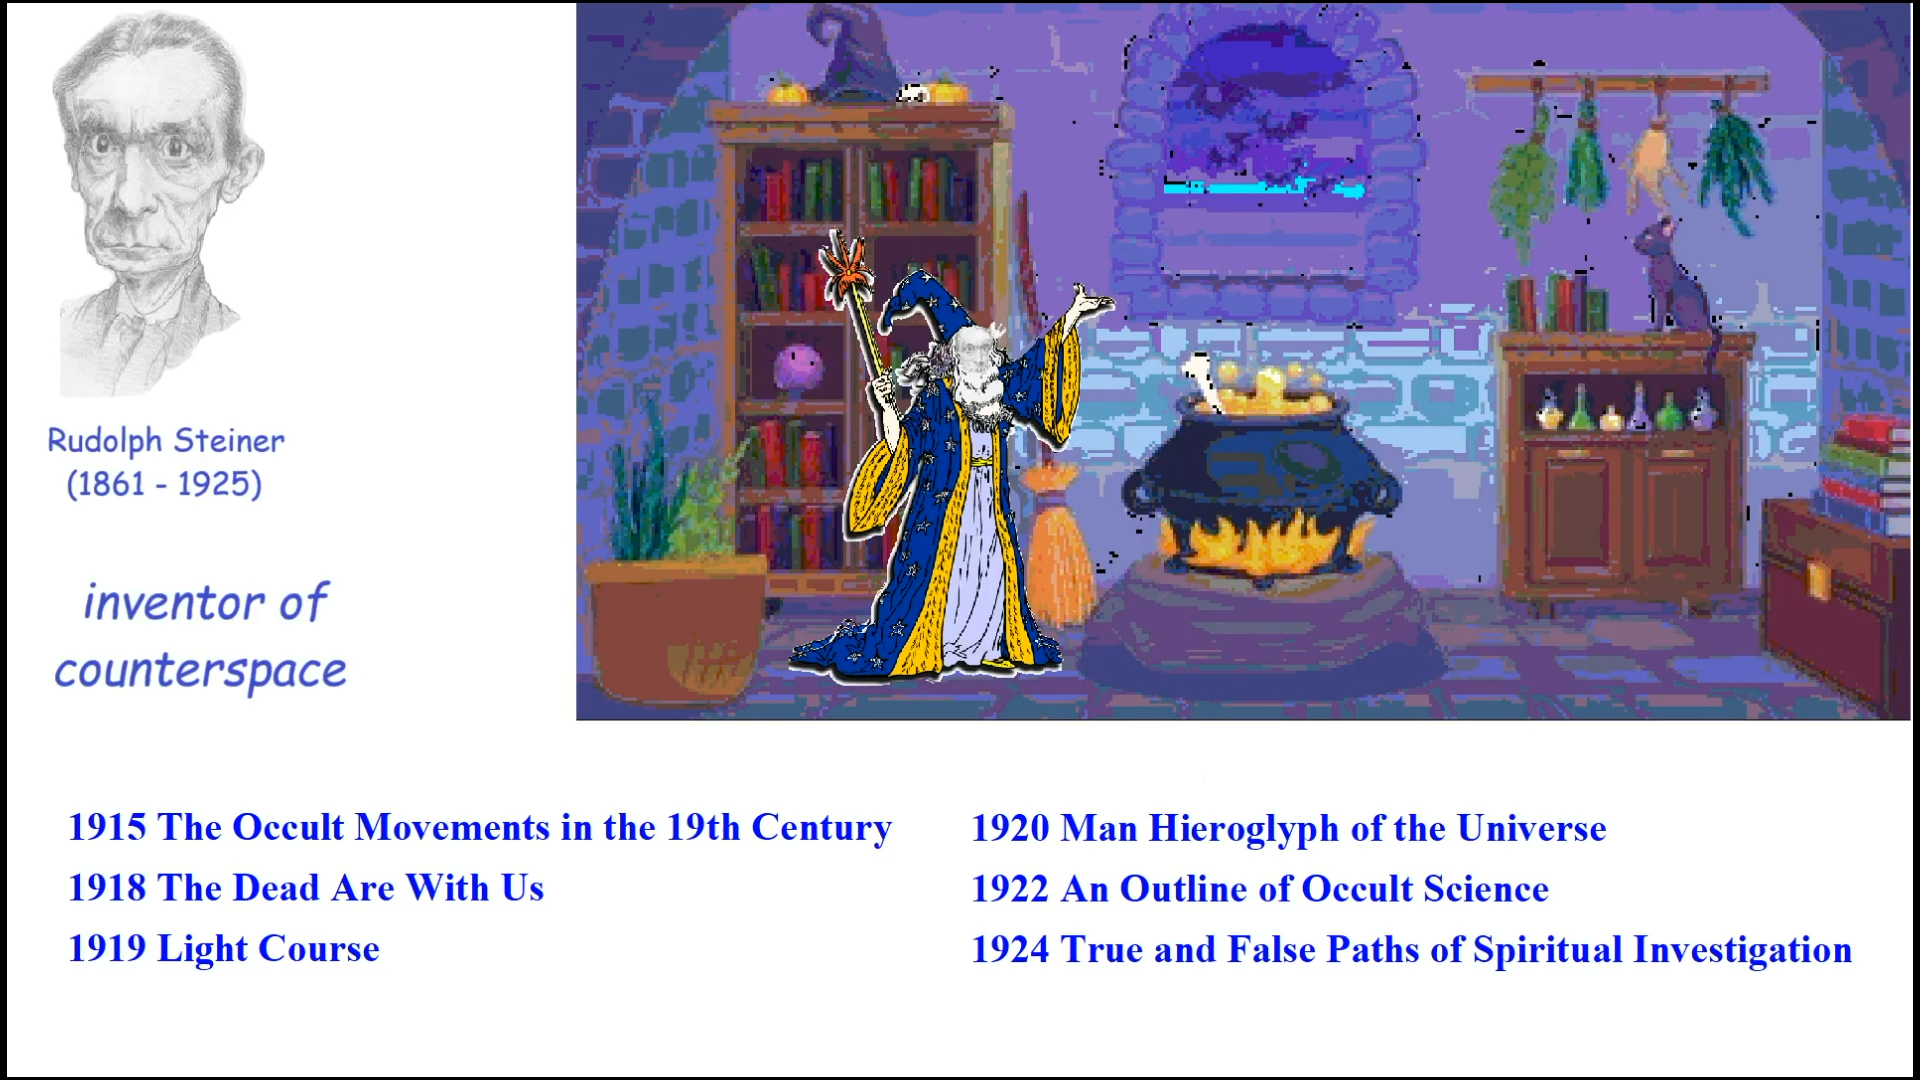 Rudolph Steiner
(1861 - 1925)
inventor of
counterspace
1915 The Occult Movements in the 19th Century
1918 The Dead Are With Us
1919 Light Course
1920 Man Hieroglyph of the Universe
1922 An Outline of Occult Science
1924 True and False Paths of Spiritual Investigation